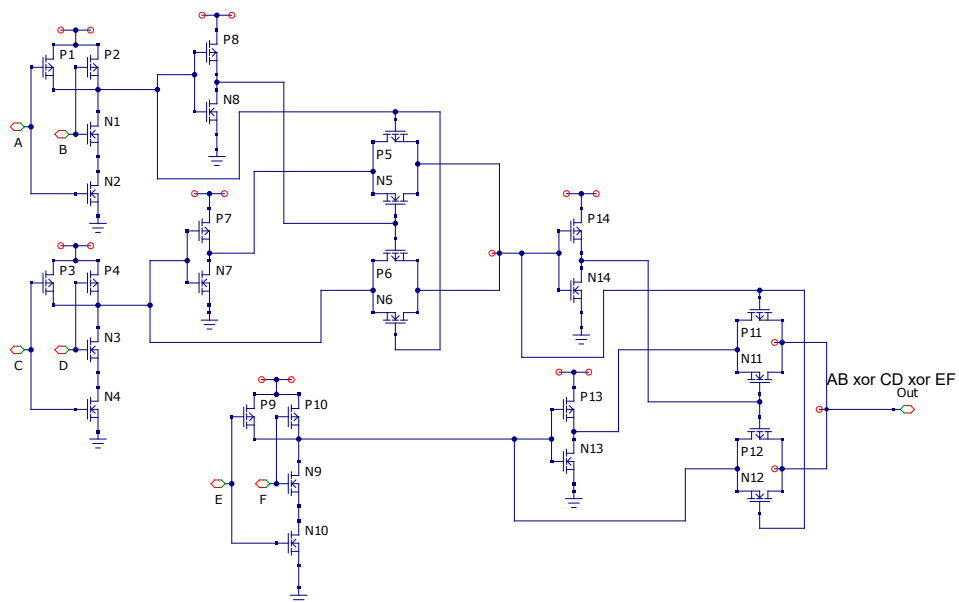 P8
P1
P2
N8
N1
A
B
P5
N2
N5
P7
P14
P3
P4
N7
P6
N14
N6
N3
P11
C
D
N11
AB xor CD xor EF
Out
N4
P13
P9
P10
N13
P12
N9
N12
E
F
N10